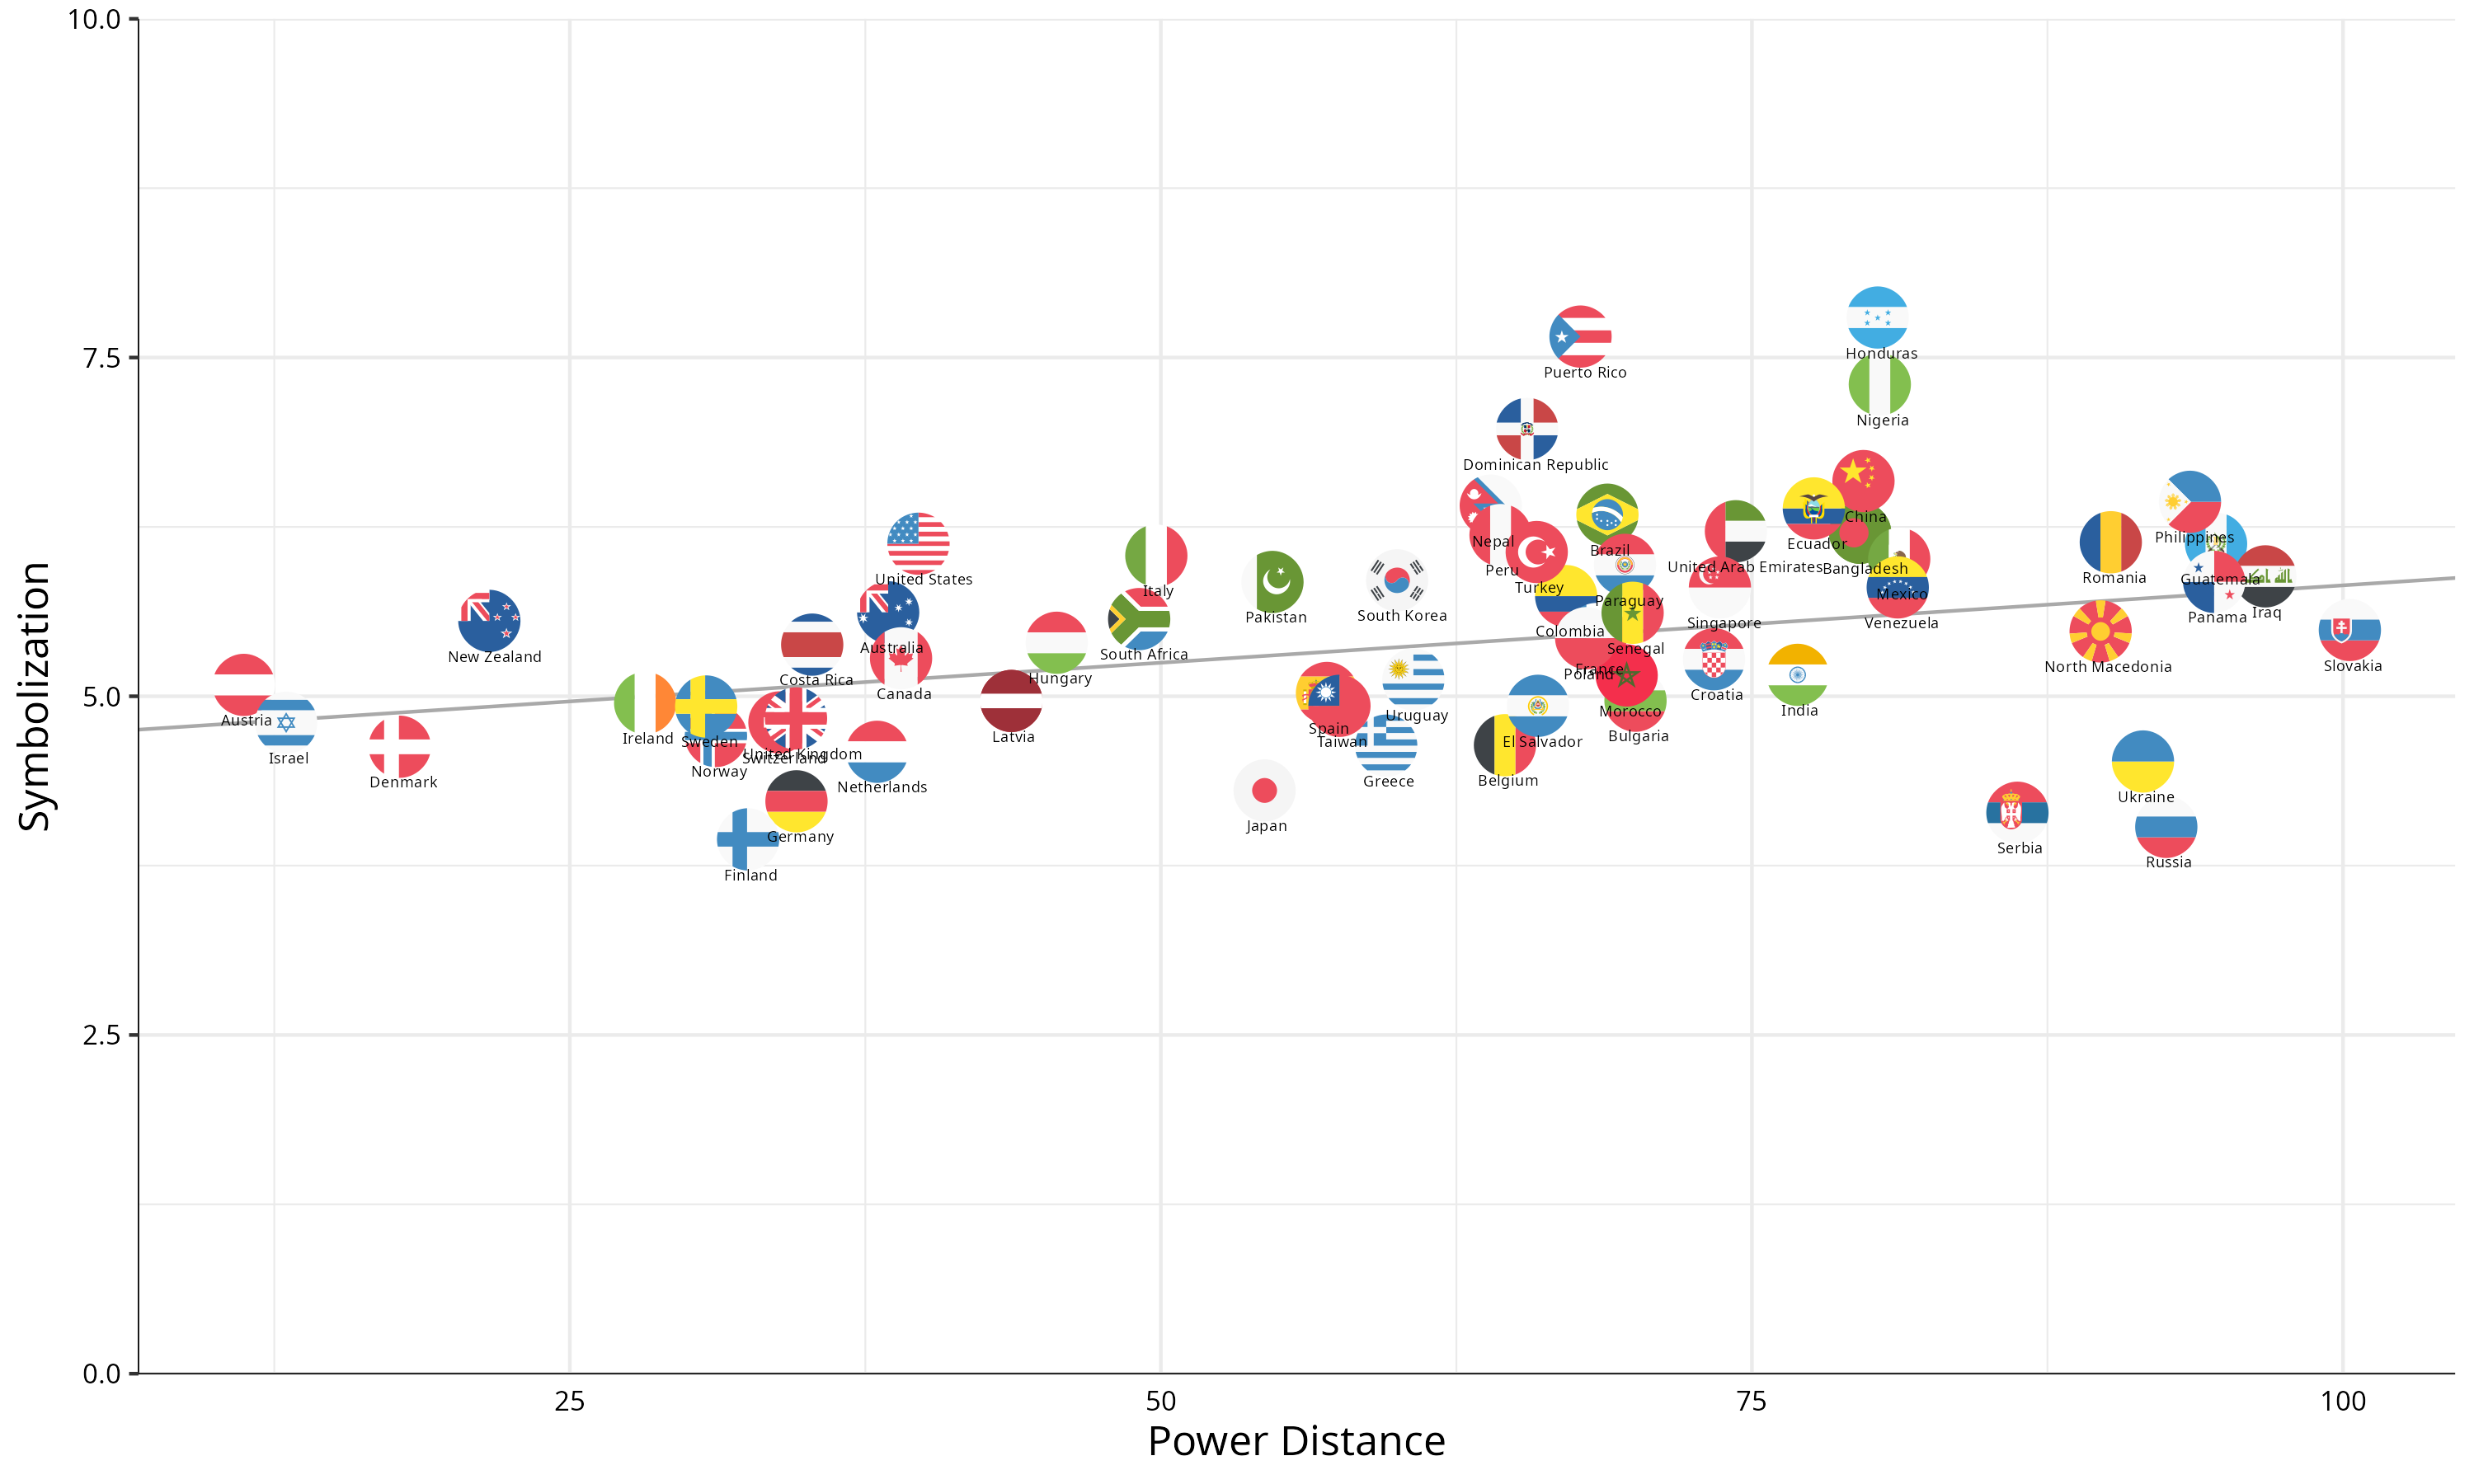 10.0
7.5
5.0
2.5
0.0
Symbolization
25
50
75
100
Power Distance
Honduras
Puerto Rico
Nigeria
Dominican Republic
China
Philippines
Nepal
Brazil
Ecuador
United Arab Emirates
Bangladesh
Peru
Romania
Guatemala
United States
Turkey
Italy
Mexico
Paraguay
Pakistan
South Korea
Singapore
Venezuela
Panama
Iraq
Colombia
Australia
Senegal
New Zealand
South Africa
North Macedonia
Slovakia
France
Poland
Costa Rica
Hungary
Canada
Croatia
Morocco
India
Austria
Uruguay
Spain
Ireland
Sweden
Latvia
Taiwan
El Salvador
Bulgaria
United Kingdom
Switzerland
Israel
Norway
Denmark
Netherlands
Greece
Belgium
Ukraine
Japan
Germany
Serbia
Russia
Finland